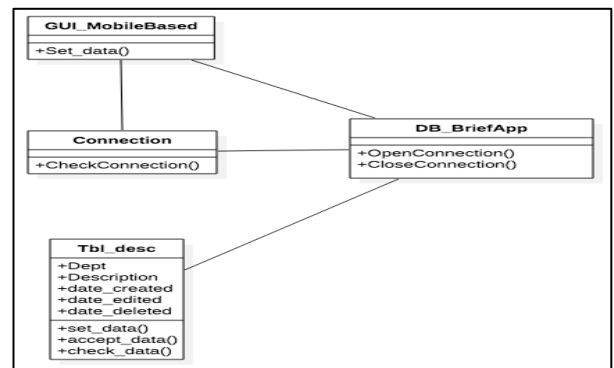 GUI_MobileBased
+Set_data()
Connection
+CheckConnection()
DB_BriefApp
+OpenConnection()
+CloseConnection()
Tbl_desc
+Dept
+Description
+date_created
+date_edited
+date_deleted
+set_data()
+accept_data()
+check_data()